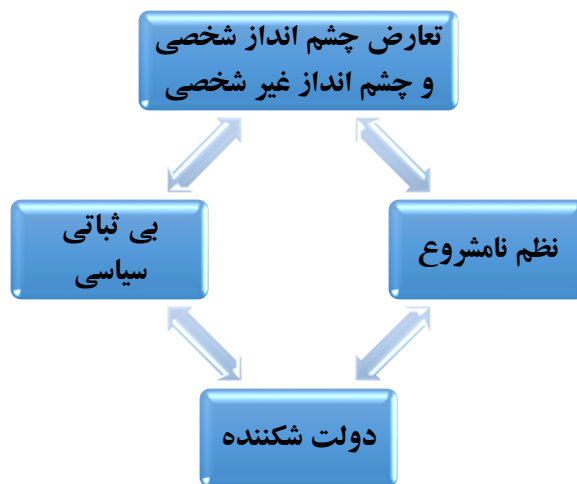 تعارض چشم انداز شخصی
و چشم انداز غیر شخصی
نظم نامشروع
بی ثباتی
سیاسی
دولت شکننده